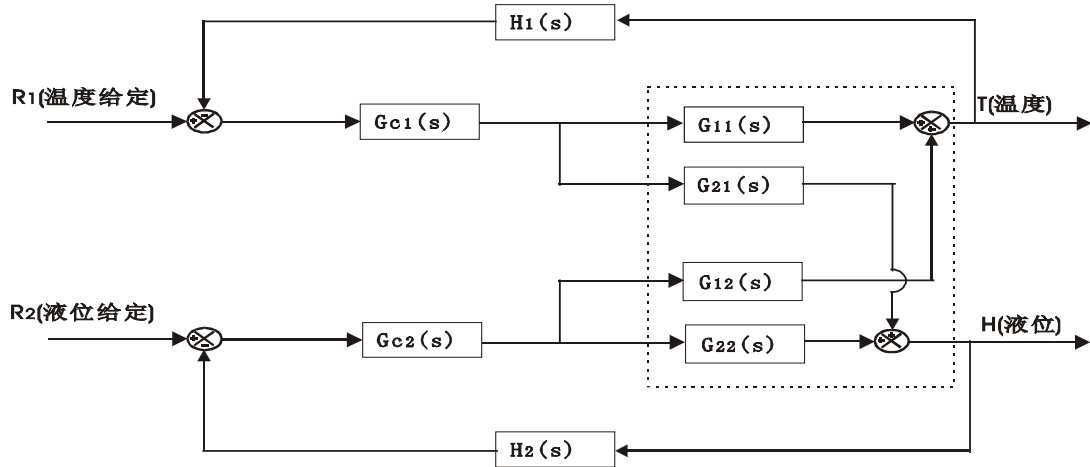 H1(s)
R1(温度给定)
Gc1(s)
G11(s)
T(温度)
G21(s)
G12(s)
R2(液位给定)
Gc2(s)
G22(s)
H(液位)
H2(s)